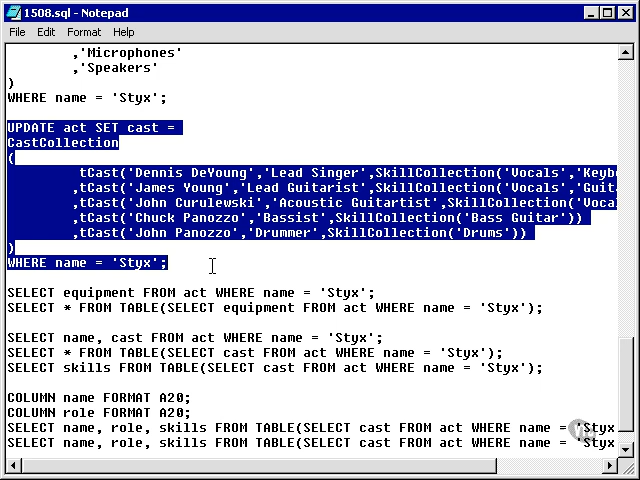 1508.sql - Notepad
File Edit Format Help
,'Microphones'
,'Speakers'
)
WHERE name = 'Styx';
UPDATE act SET cast =
CastCollection
(
tCast('Dennis DeYoung','Lead Singer',SkillCollection('Vocals','Keyb
,tCast('James Young','Lead Guitarist',SkillCollection('Vocals','Guit
,tCast('John Curulewski','Acoustic Guitartist',SkillCollection('Voca
,tCast('Chuck Panozzo','Bassist',SkillCollection('Bass Guitar'))
,tCast('John Panozzo','Drummer',SkillCollection('Drums'))
)
WHERE name = 'Styx';
SELECT equipment FROM act WHERE name = 'Styx';
SELECT * FROM TABLE(SELECT equipment FROM act WHERE name = 'Styx');
SELECT name, cast FROM act WHERE name = 'Styx';
SELECT * FROM TABLE(SELECT cast FROM act WHERE name = 'Styx');
SELECT skills FROM TABLE(SELECT cast FROM act WHERE name = 'Styx');
COLUMN name FORMAT A20;
COLUMN role FORMAT A20;
SELECT name, role, skills FROM TABLE(SELECT cast FROM act WHERE name = 'Styx
SELECT name, role, skills FROM TABLE(SELECT cast FROM act WHERE name = 'Styx